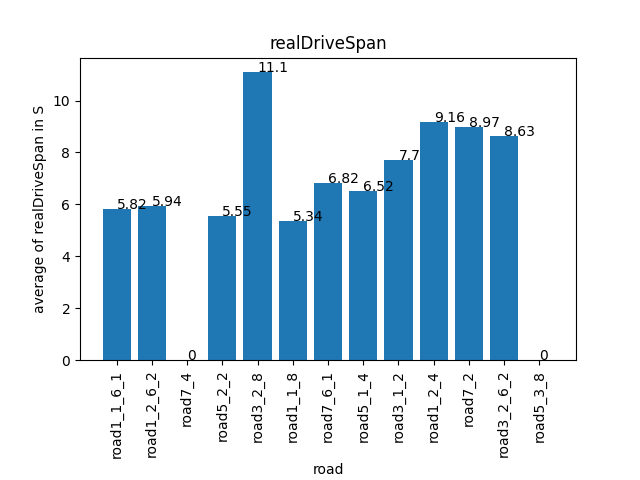 realDriveSpan
average of realDriveSpan in S
10
8
6
4
2
0
5.82
5.94
0
5.55
11.1
5.34
6.82
6.52
7.7
9.16
8.97
8.63
0
road1_1_6_1
road1_2_6_2
road7_4
road5_2_2
road3_2_8
road1_1_8
road7_6_1
road5_1_4
road3_1_2
road1_2_4
road7_2
road3_2_6_2
road5_3_8
road